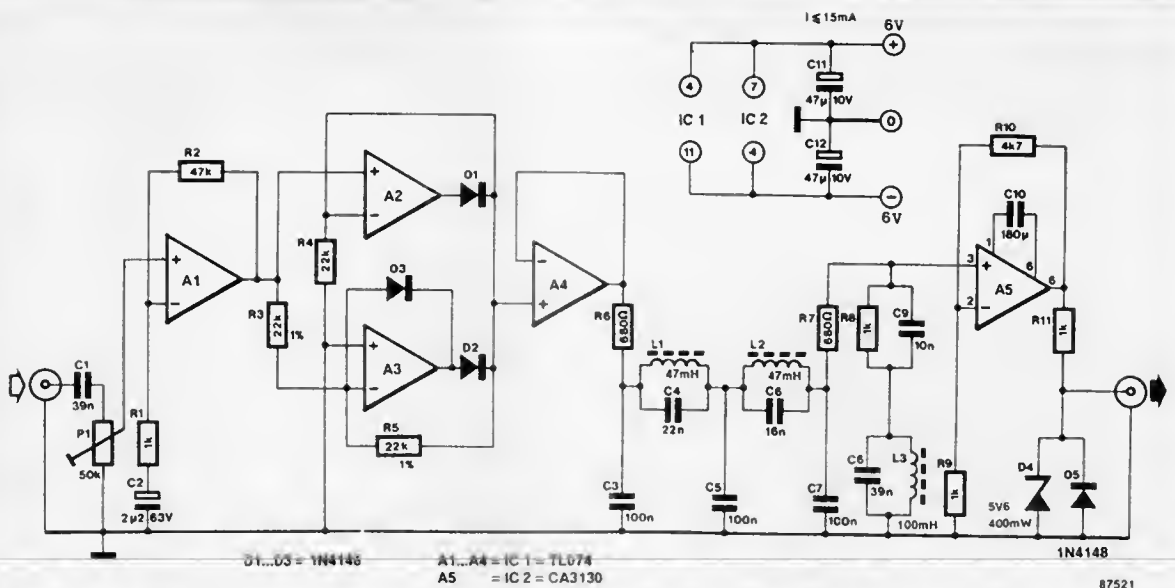 I ≤ 15mA
6V
+
C11
47µ 10V
4
7
IC 1
IC 2
0
11
4
C12
47µ 10V
−
6V
R2
47k
+
A1
−
C1
39n
P1
50k
R1
1k
C2
2µ2 63V
R3
22k
1%
R4
22k
+
A2
−
O1
O3
+
A3
−
D2
R5
22k
1%
−
A4
+
R6
680Ω
L1
47mH
C4
22n
L2
47mH
C6
16n
C3
100n
C5
100n
C7
100n
R7
680Ω
R8
1k
C9
10n
C6
39n
L3
100mH
R10
4k7
C10
180µ
1
6
3
+
A5
6
2
−
R11
1k
R9
1k
D4
5V6
400mW
O5
1N4148
D1...D3 = 1N4148
A1...A4 = IC 1 = TL074
A5 = IC 2 = CA3130
87521